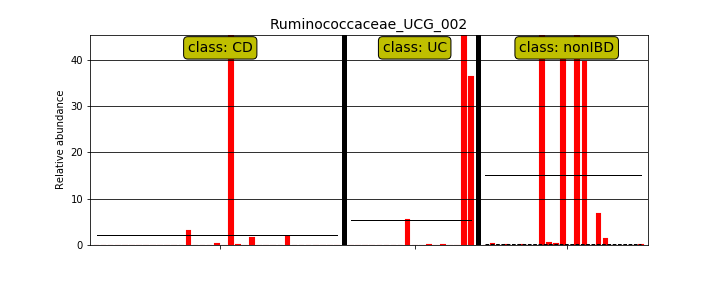 Ruminococcaceae_UCG_002
class: CD
class: UC
class: nonIBD
Relative abundance
40
30
20
10
0